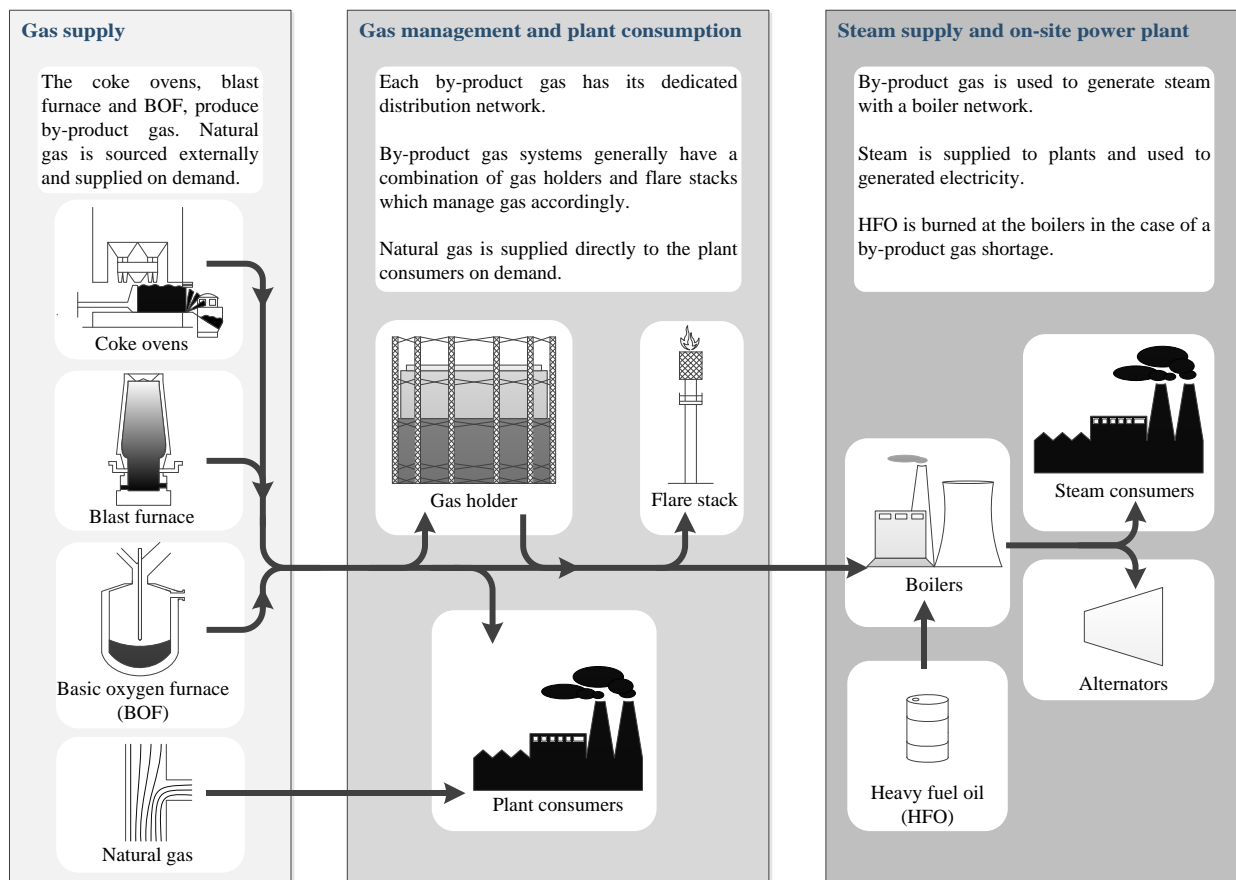 Gas supply
The coke ovens, blast
furnace and BOF, produce
by-product gas. Natural
gas is sourced externally
and supplied on demand.
Coke ovens
Blast furnace
Basic oxygen furnace
(BOF)
Natural gas
Gas management and plant consumption
Each by-product gas has its dedicated
distribution network.
By-product gas systems generally have a
combination of gas holders and flare stacks
which manage gas accordingly.
Natural gas is supplied directly to the plant
consumers on demand.
Gas holder
Flare stack
Plant consumers
Steam supply and on-site power plant
By-product gas is used to generate steam
with a boiler network.
Steam is supplied to plants and used to
generated electricity.
HFO is burned at the boilers in the case of a
by-product gas shortage.
Steam consumers
Boilers
Alternators
Heavy fuel oil
(HFO)